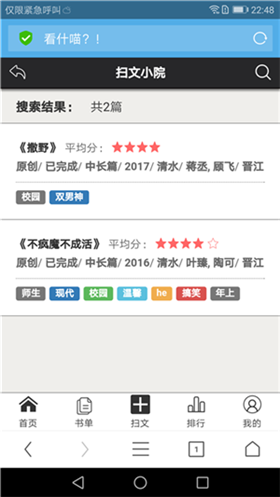 仅限紧急呼叫 22:48
看什喵？！
扫文小院
搜索结果： 共2篇
《撒野》 平均分：
原创/ 已完成/ 中长篇/ 2017/ 清水/ 蒋丞, 顾飞/ 晋江
校园 双男神
《不疯魔不成活》 平均分：
原创/ 已完成/ 中长篇/ 2016/ 清水/ 叶臻, 陶可/ 晋江
师生 现代 校园 温馨 he 搞笑 年上
首页 书单 扫文 排行 我的
1